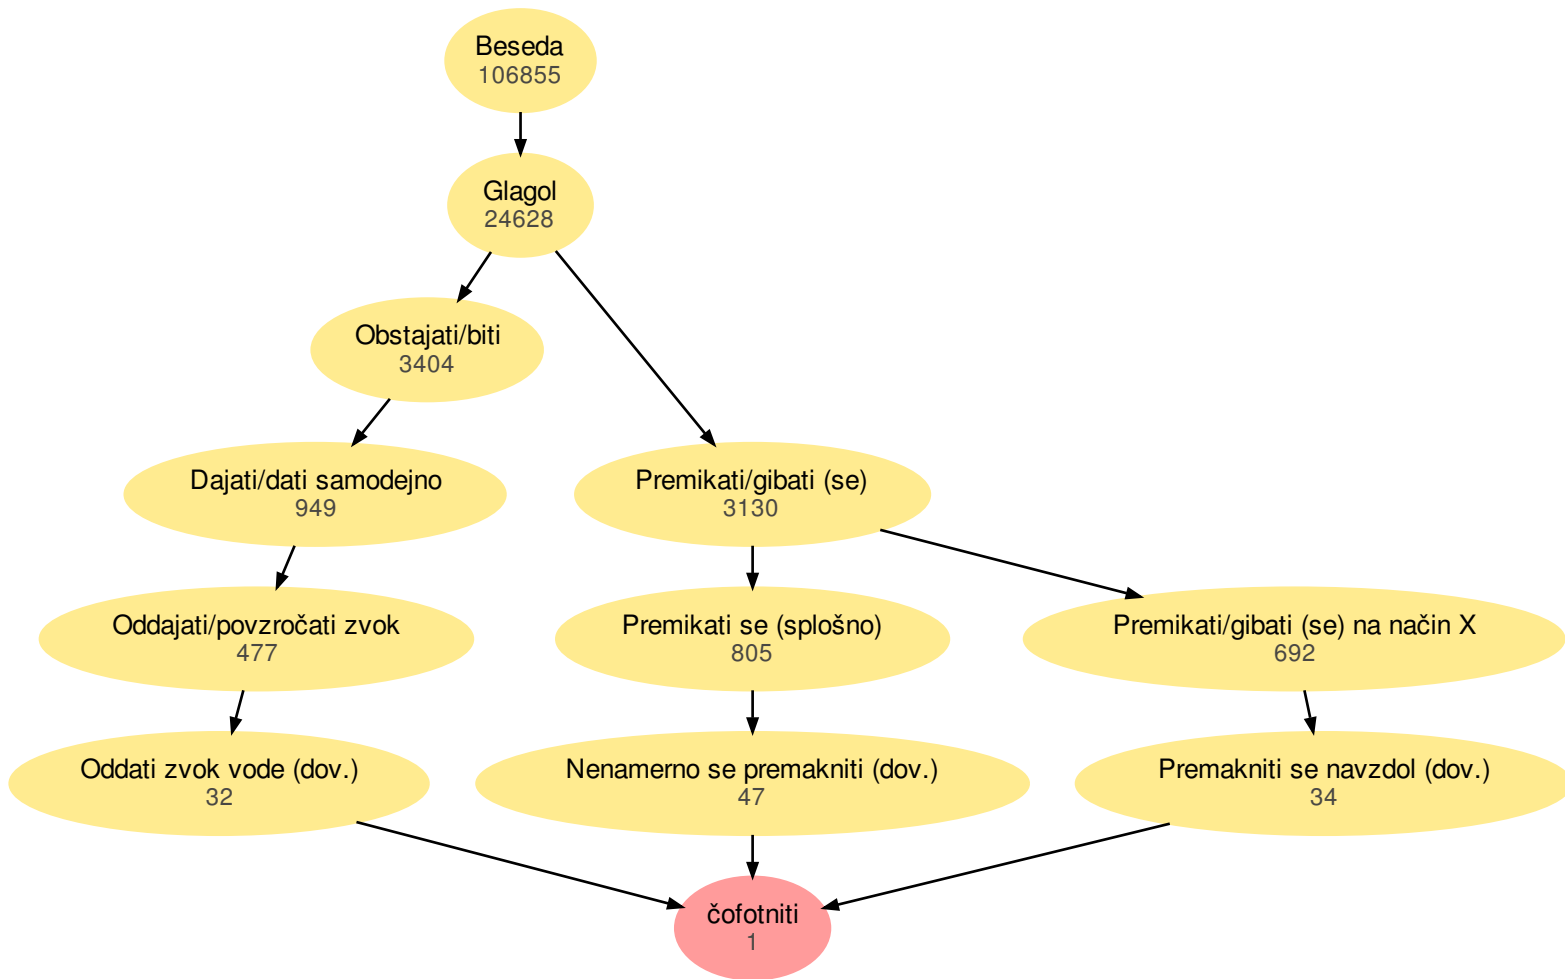 Beseda
106855
Glagol
24628
Obstajati/biti
3404
Dajati/dati samodejno
949
Premikati/gibati (se)
3130
Oddajati/povzročati zvok
477
Premikati se (splošno)
805
Premikati/gibati (se) na način X
692
Oddati zvok vode (dov.)
32
Nenamerno se premakniti (dov.)
47
Premakniti se navzdol (dov.)
34
čofotniti
1